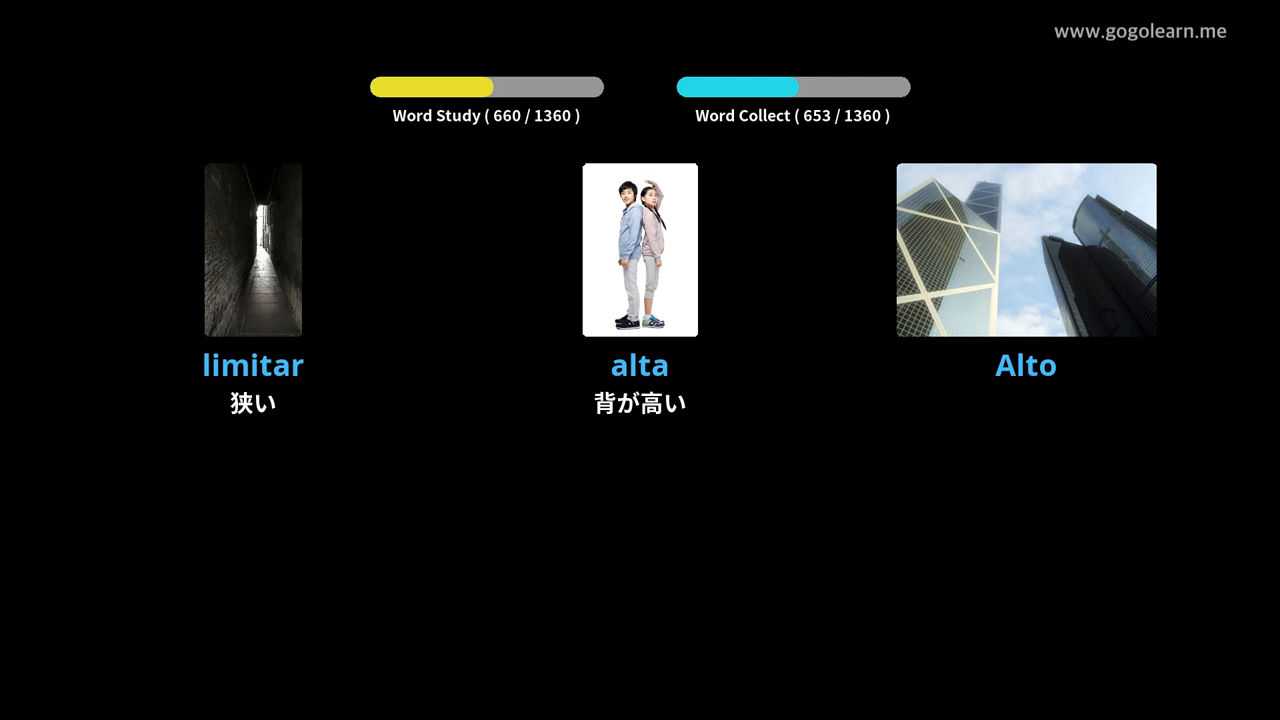 www.gogolearn.me
Word Study ( 660 / 1360 )
Word Collect ( 653 / 1360 )
limitar
狭い
alta
背が高い
Alto